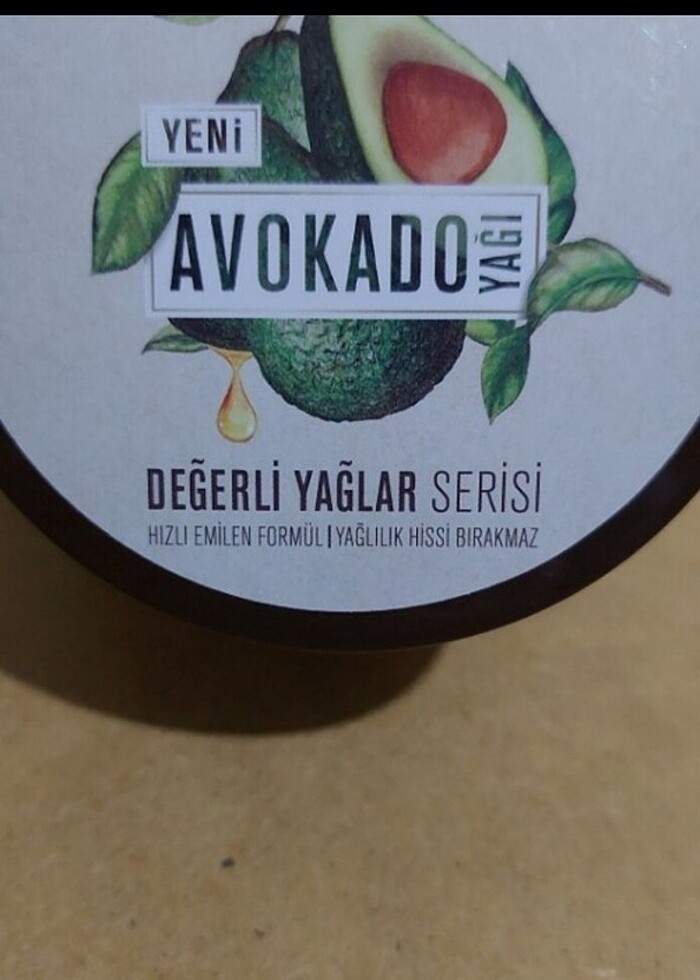 YENİ
AVOKADO YAĞI
DEĞERLİ YAĞLAR SERİSİ
HIZLI EMİLEN FORMÜL | YAĞLILIK HİSSİ BIRAKMAZ